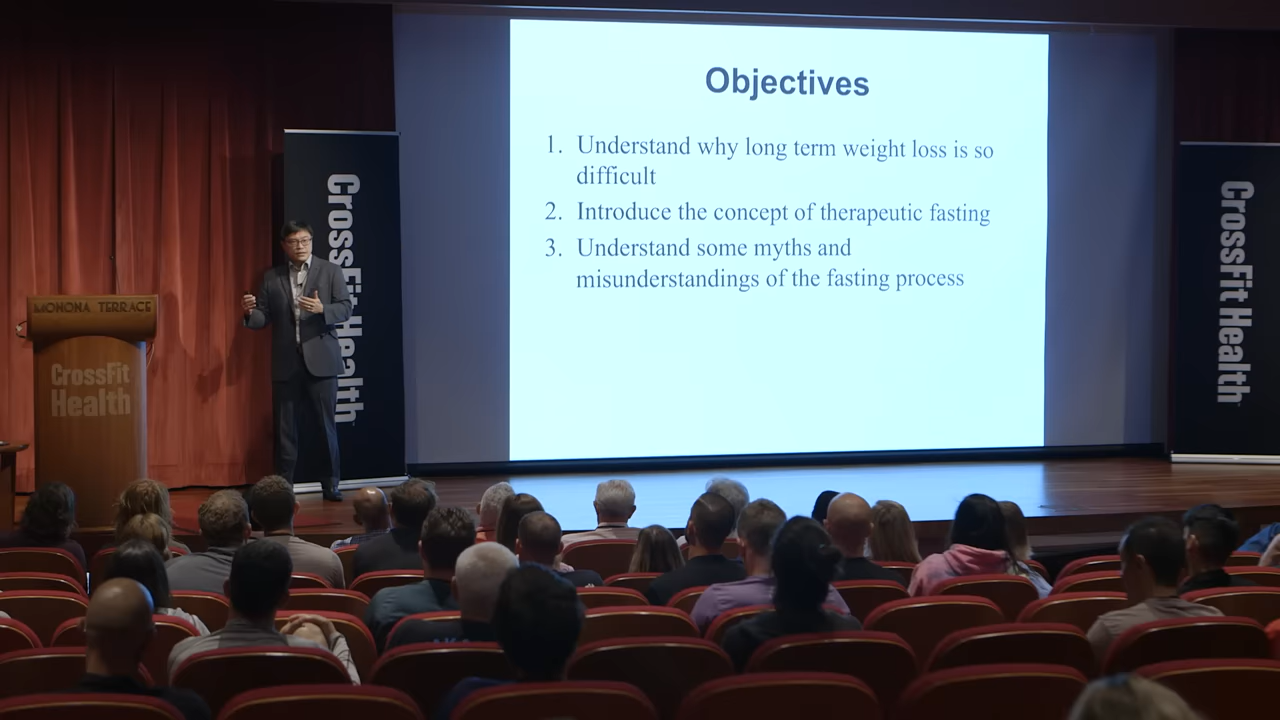 Objectives
1. Understand why long term weight loss is so
difficult
2. Introduce the concept of therapeutic fasting
3. Understand some myths and
misunderstandings of the fasting process
MONONA TERRACE
CrossFit
Health
CrossFit Health
CrossFit Health